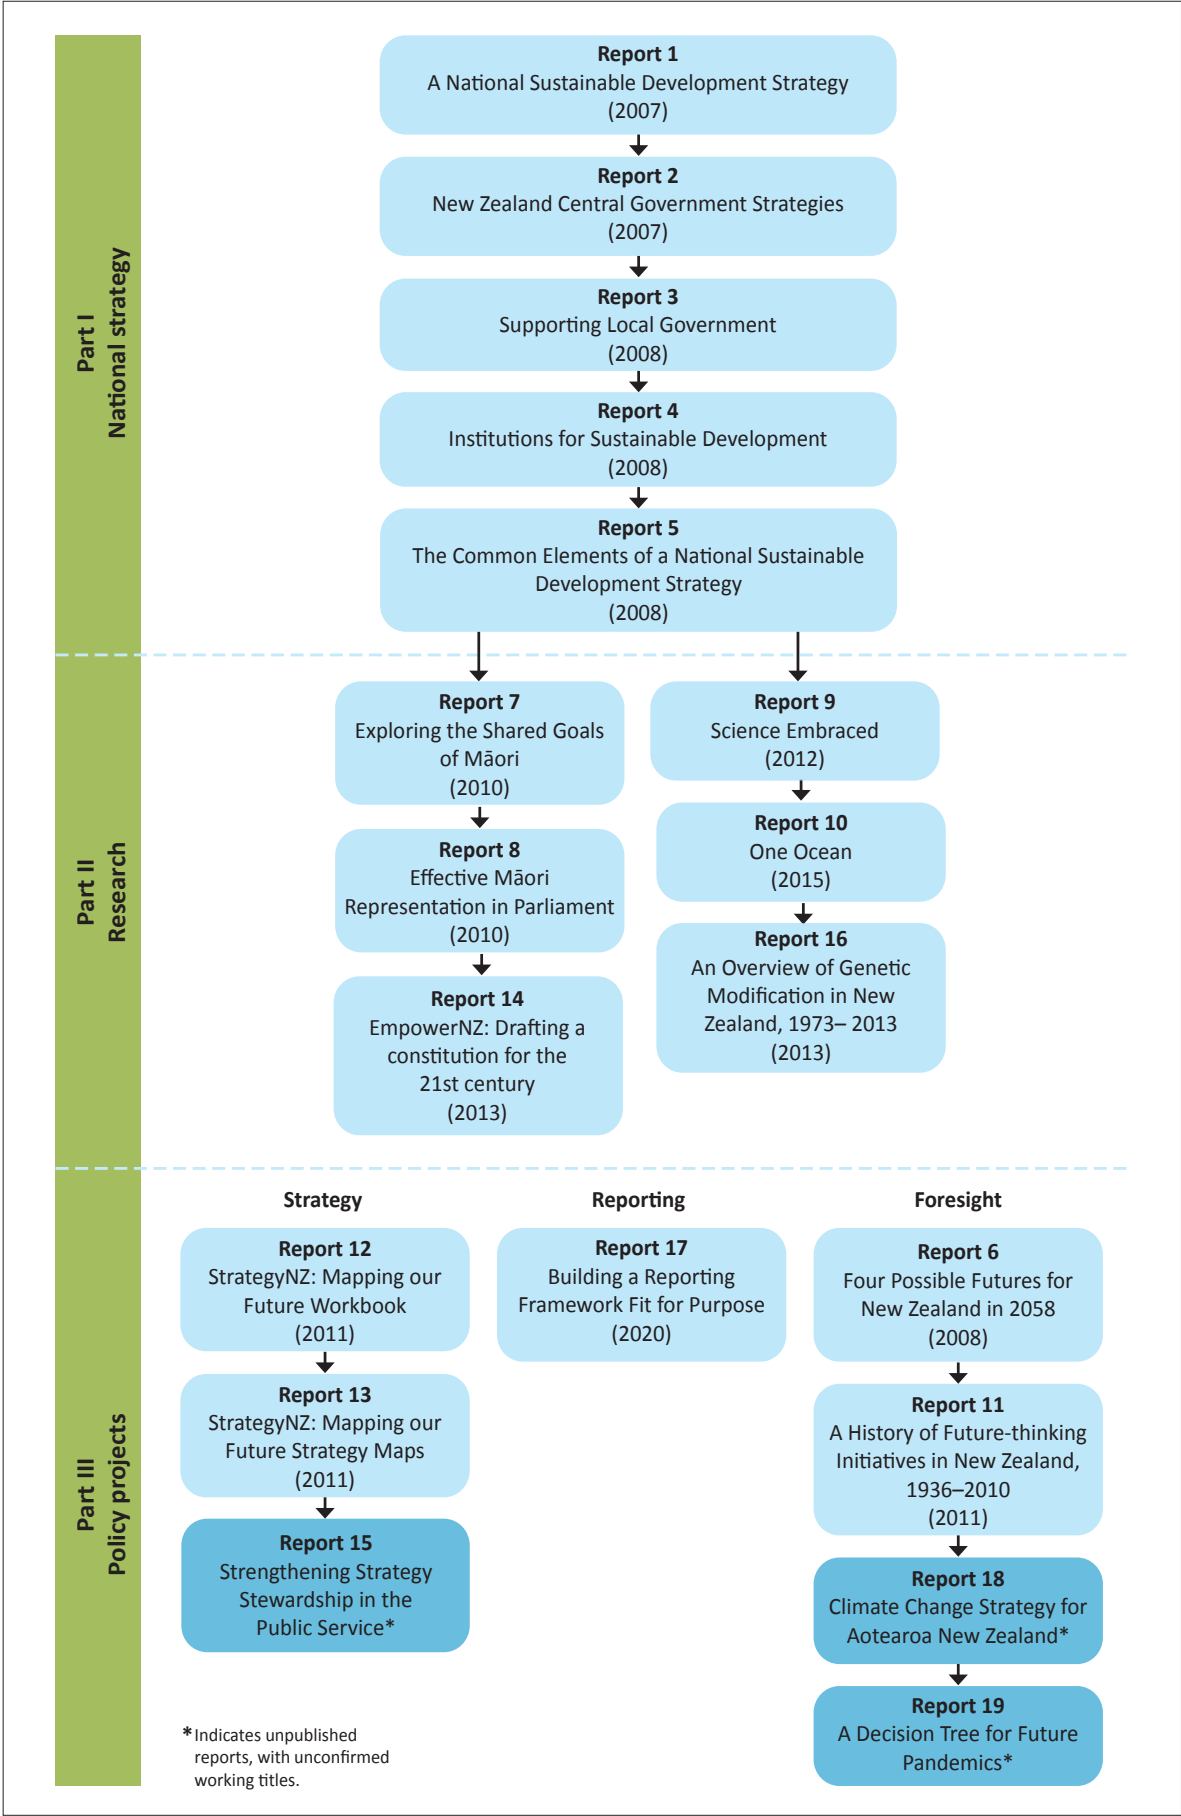 Part I
National strategy
Report 1
A National Sustainable Development Strategy
(2007)
Report 2
New Zealand Central Government Strategies
(2007)
Report 3
Supporting Local Government
(2008)
Report 4
Institutions for Sustainable Development
(2008)
Report 5
The Common Elements of a National Sustainable
Development Strategy
(2008)
Part II
Research
Report 7
Exploring the Shared Goals
of Māori
(2010)
Report 8
Effective Māori
Representation in Parliament
(2010)
Report 14
EmpowerNZ: Drafting a
constitution for the
21st century
(2013)
Report 9
Science Embraced
(2012)
Report 10
One Ocean
(2015)
Report 16
An Overview of Genetic
Modification in New
Zealand, 1973– 2013
(2013)
Part III
Policy projects
Strategy
Report 12
StrategyNZ: Mapping our
Future Workbook
(2011)
Report 13
StrategyNZ: Mapping our
Future Strategy Maps
(2011)
Report 15
Strengthening Strategy
Stewardship in the
Public Service*
Reporting
Report 17
Building a Reporting
Framework Fit for Purpose
(2020)
Foresight
Report 6
Four Possible Futures for
New Zealand in 2058
(2008)
Report 11
A History of Future-thinking
Initiatives in New Zealand,
1936–2010
(2011)
Report 18
Climate Change Strategy for
Aotearoa New Zealand*
Report 19
A Decision Tree for Future
Pandemics*
* Indicates unpublished
reports, with unconfirmed
working titles.